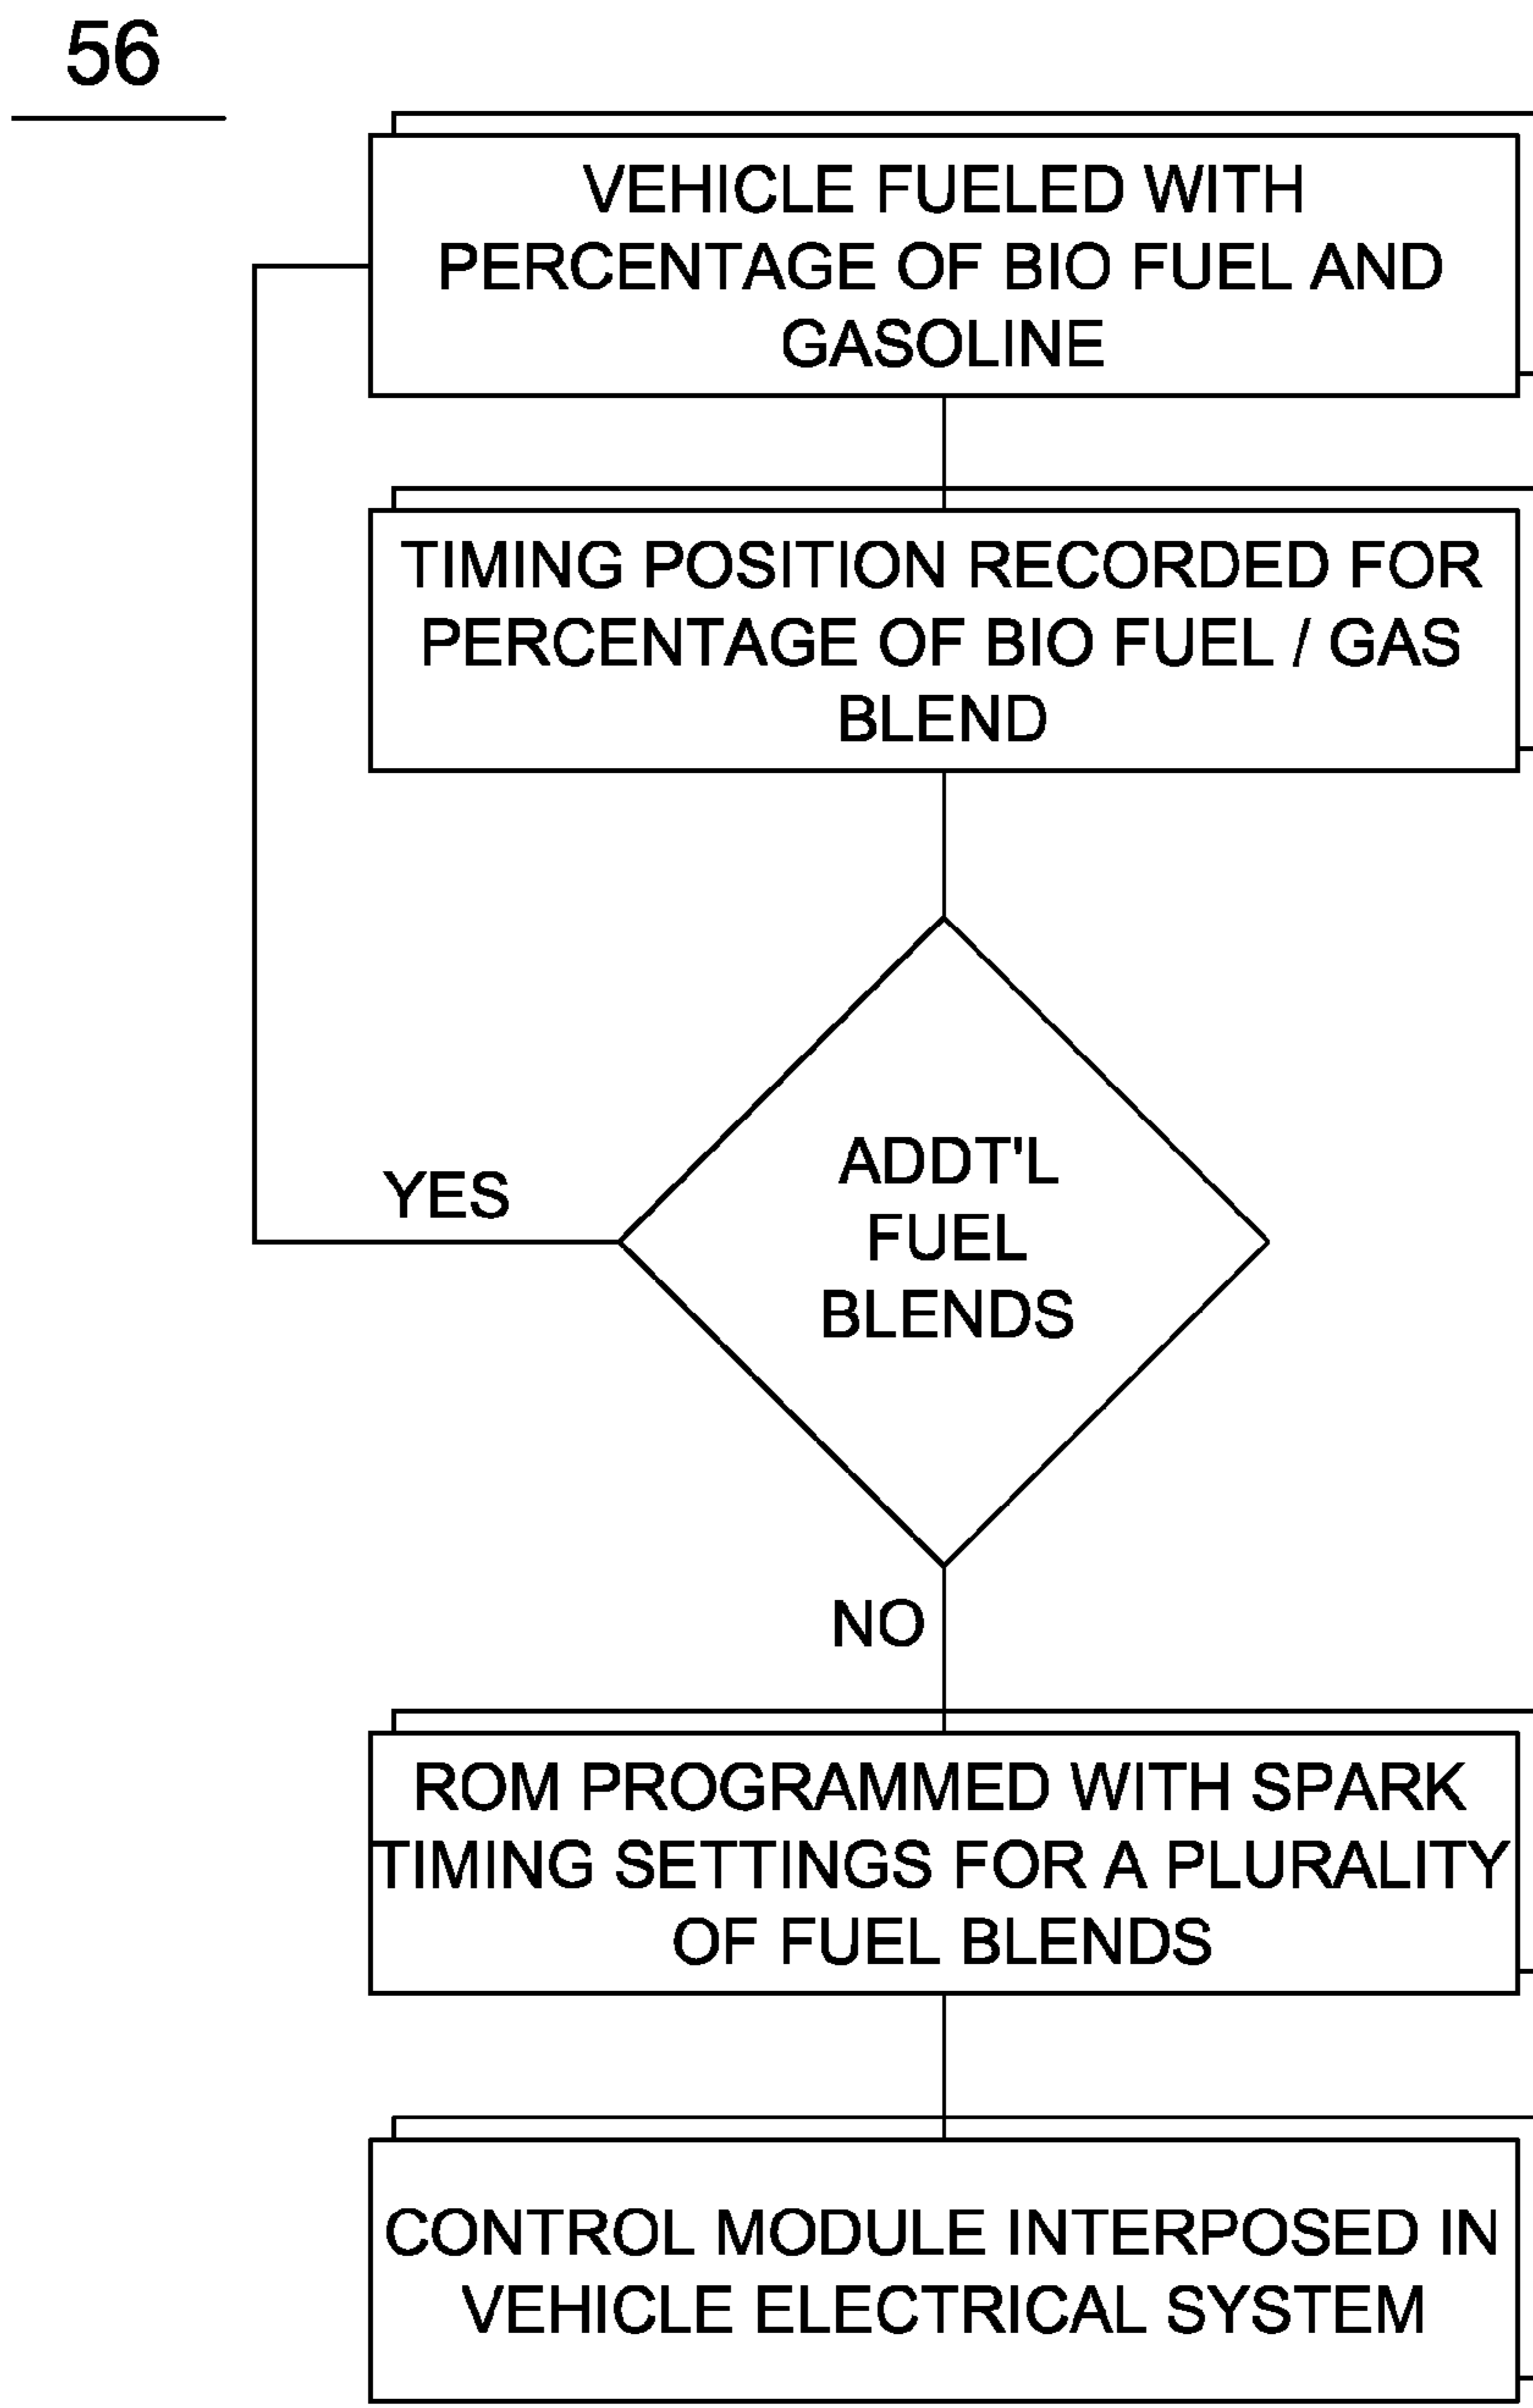 56
VEHICLE FUELED WITH
PERCENTAGE OF BIO FUEL AND
GASOLINE
TIMING POSITION RECORDED FOR
PERCENTAGE OF BIO FUEL / GAS
BLEND
ADDT'L
FUEL
BLENDS
YES
NO
ROM PROGRAMMED WITH SPARK
TIMING SETTINGS FOR A PLURALITY
OF FUEL BLENDS
CONTROL MODULE INTERPOSED IN
VEHICLE ELECTRICAL SYSTEM